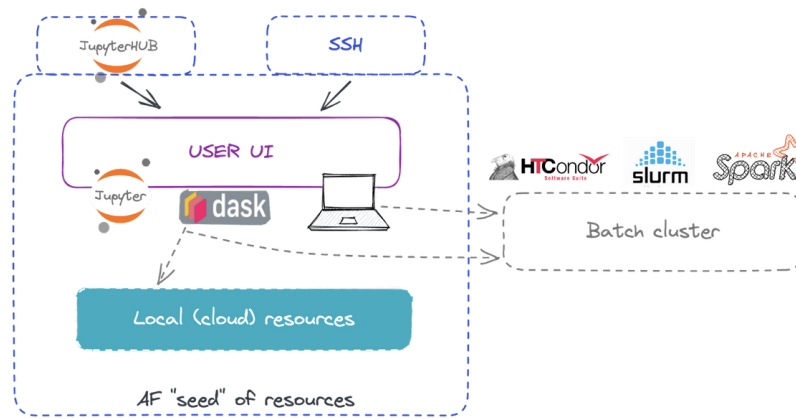 JupyterHUB
SSH
USER UI
Jupyter
dask
HTCondor
Software Suite
slurm
APACHE
Spark
Batch cluster
Local (cloud) resources
AF "seed" of resources